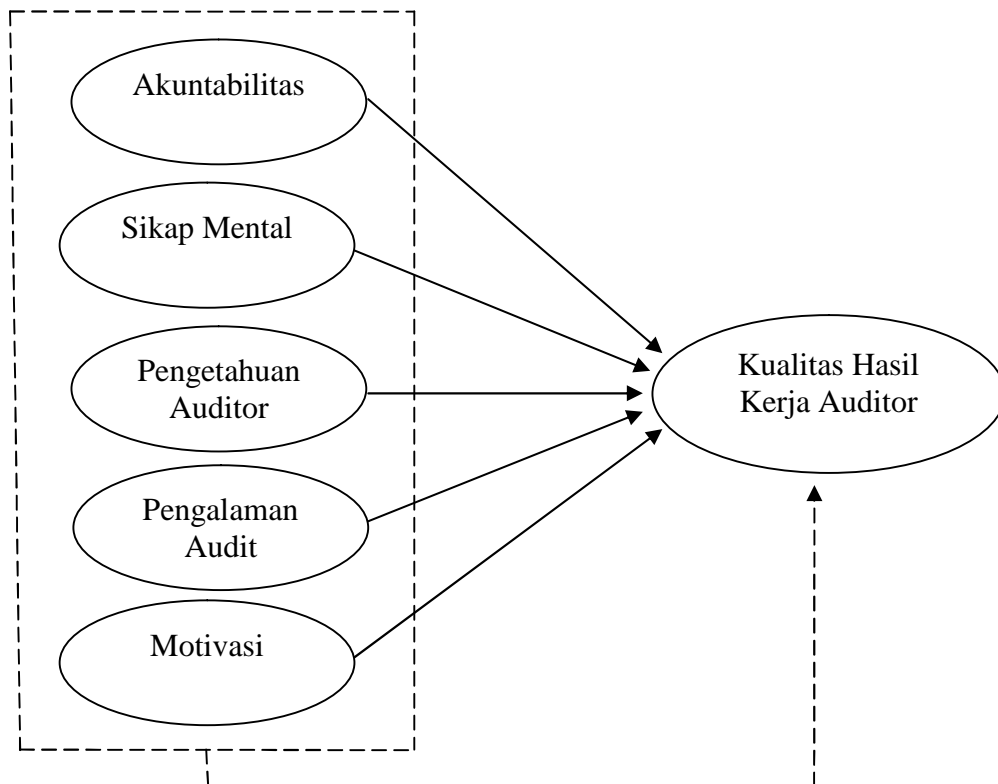 Akuntabilitas
Sikap Mental
Pengetahuan
Auditor
Pengalaman
Audit
Motivasi
Kualitas Hasil
Kerja Auditor